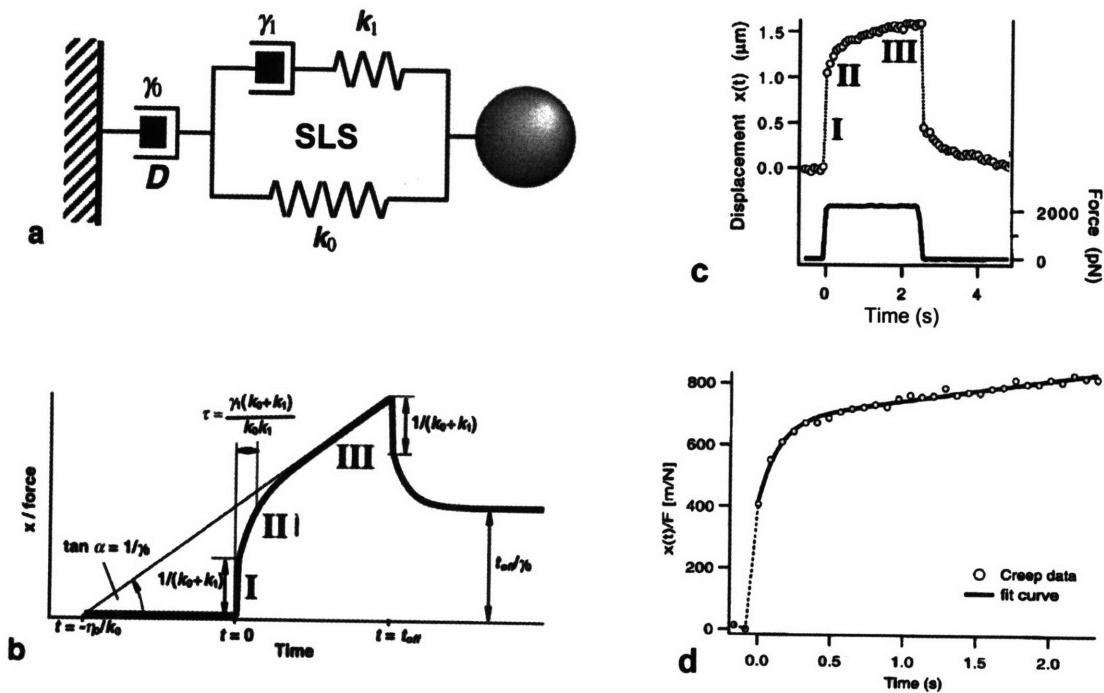 γ₁ k₁
γ₀
SLS
D
k₀
a
Displacement x(t) (μm)
1.5
1.0
0.5
0.0
I
II
III
2000
0
Force (pN)
0 2 4
Time (s)
c
x / force
τ = γ₁(k₀+k₁)
k₀k₁
1/(k₀+k₁)
III
II
tan α = 1/γ₀
1/(k₀+k₁)
I
t_off/γ₀
t = -η₀/k₀
t = 0
t = t_off
Time
b
x(t)/F [m/N]
800
600
400
200
0
Creep data
fit curve
0.0 0.5 1.0 1.5 2.0
Time (s)
d